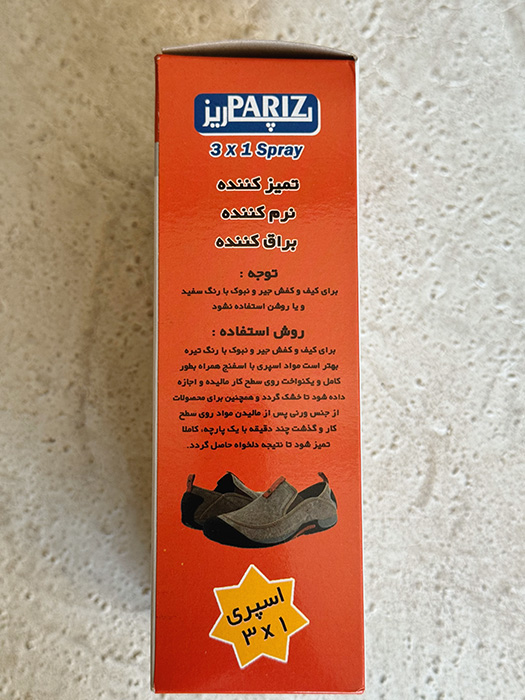 PARIZ پاریز
3 x 1 Spray
تمیز کننده
نرم کننده
براق کننده
توجه :
برای کیف و کفش جیر و نبوک با رنگ سفید
و یا روشن استفاده نشود
روش استفاده :
برای کیف و کفش جیر و نبوک با رنگ تیره
بهتر است مواد اسپری با اسفنج همراه بطور
کامل و یکنواخت روی سطح کار مالیده و اجازه
داده شود تا خشک گردد و همچنین برای محصولات
از جنس ورنی پس از مالیدن مواد روی سطح
کار و گذشت چند دقیقه با یک پارچه، کاملا
تمیز شود تا نتیجه دلخواه حاصل گردد.
اسپری
۳ x ۱